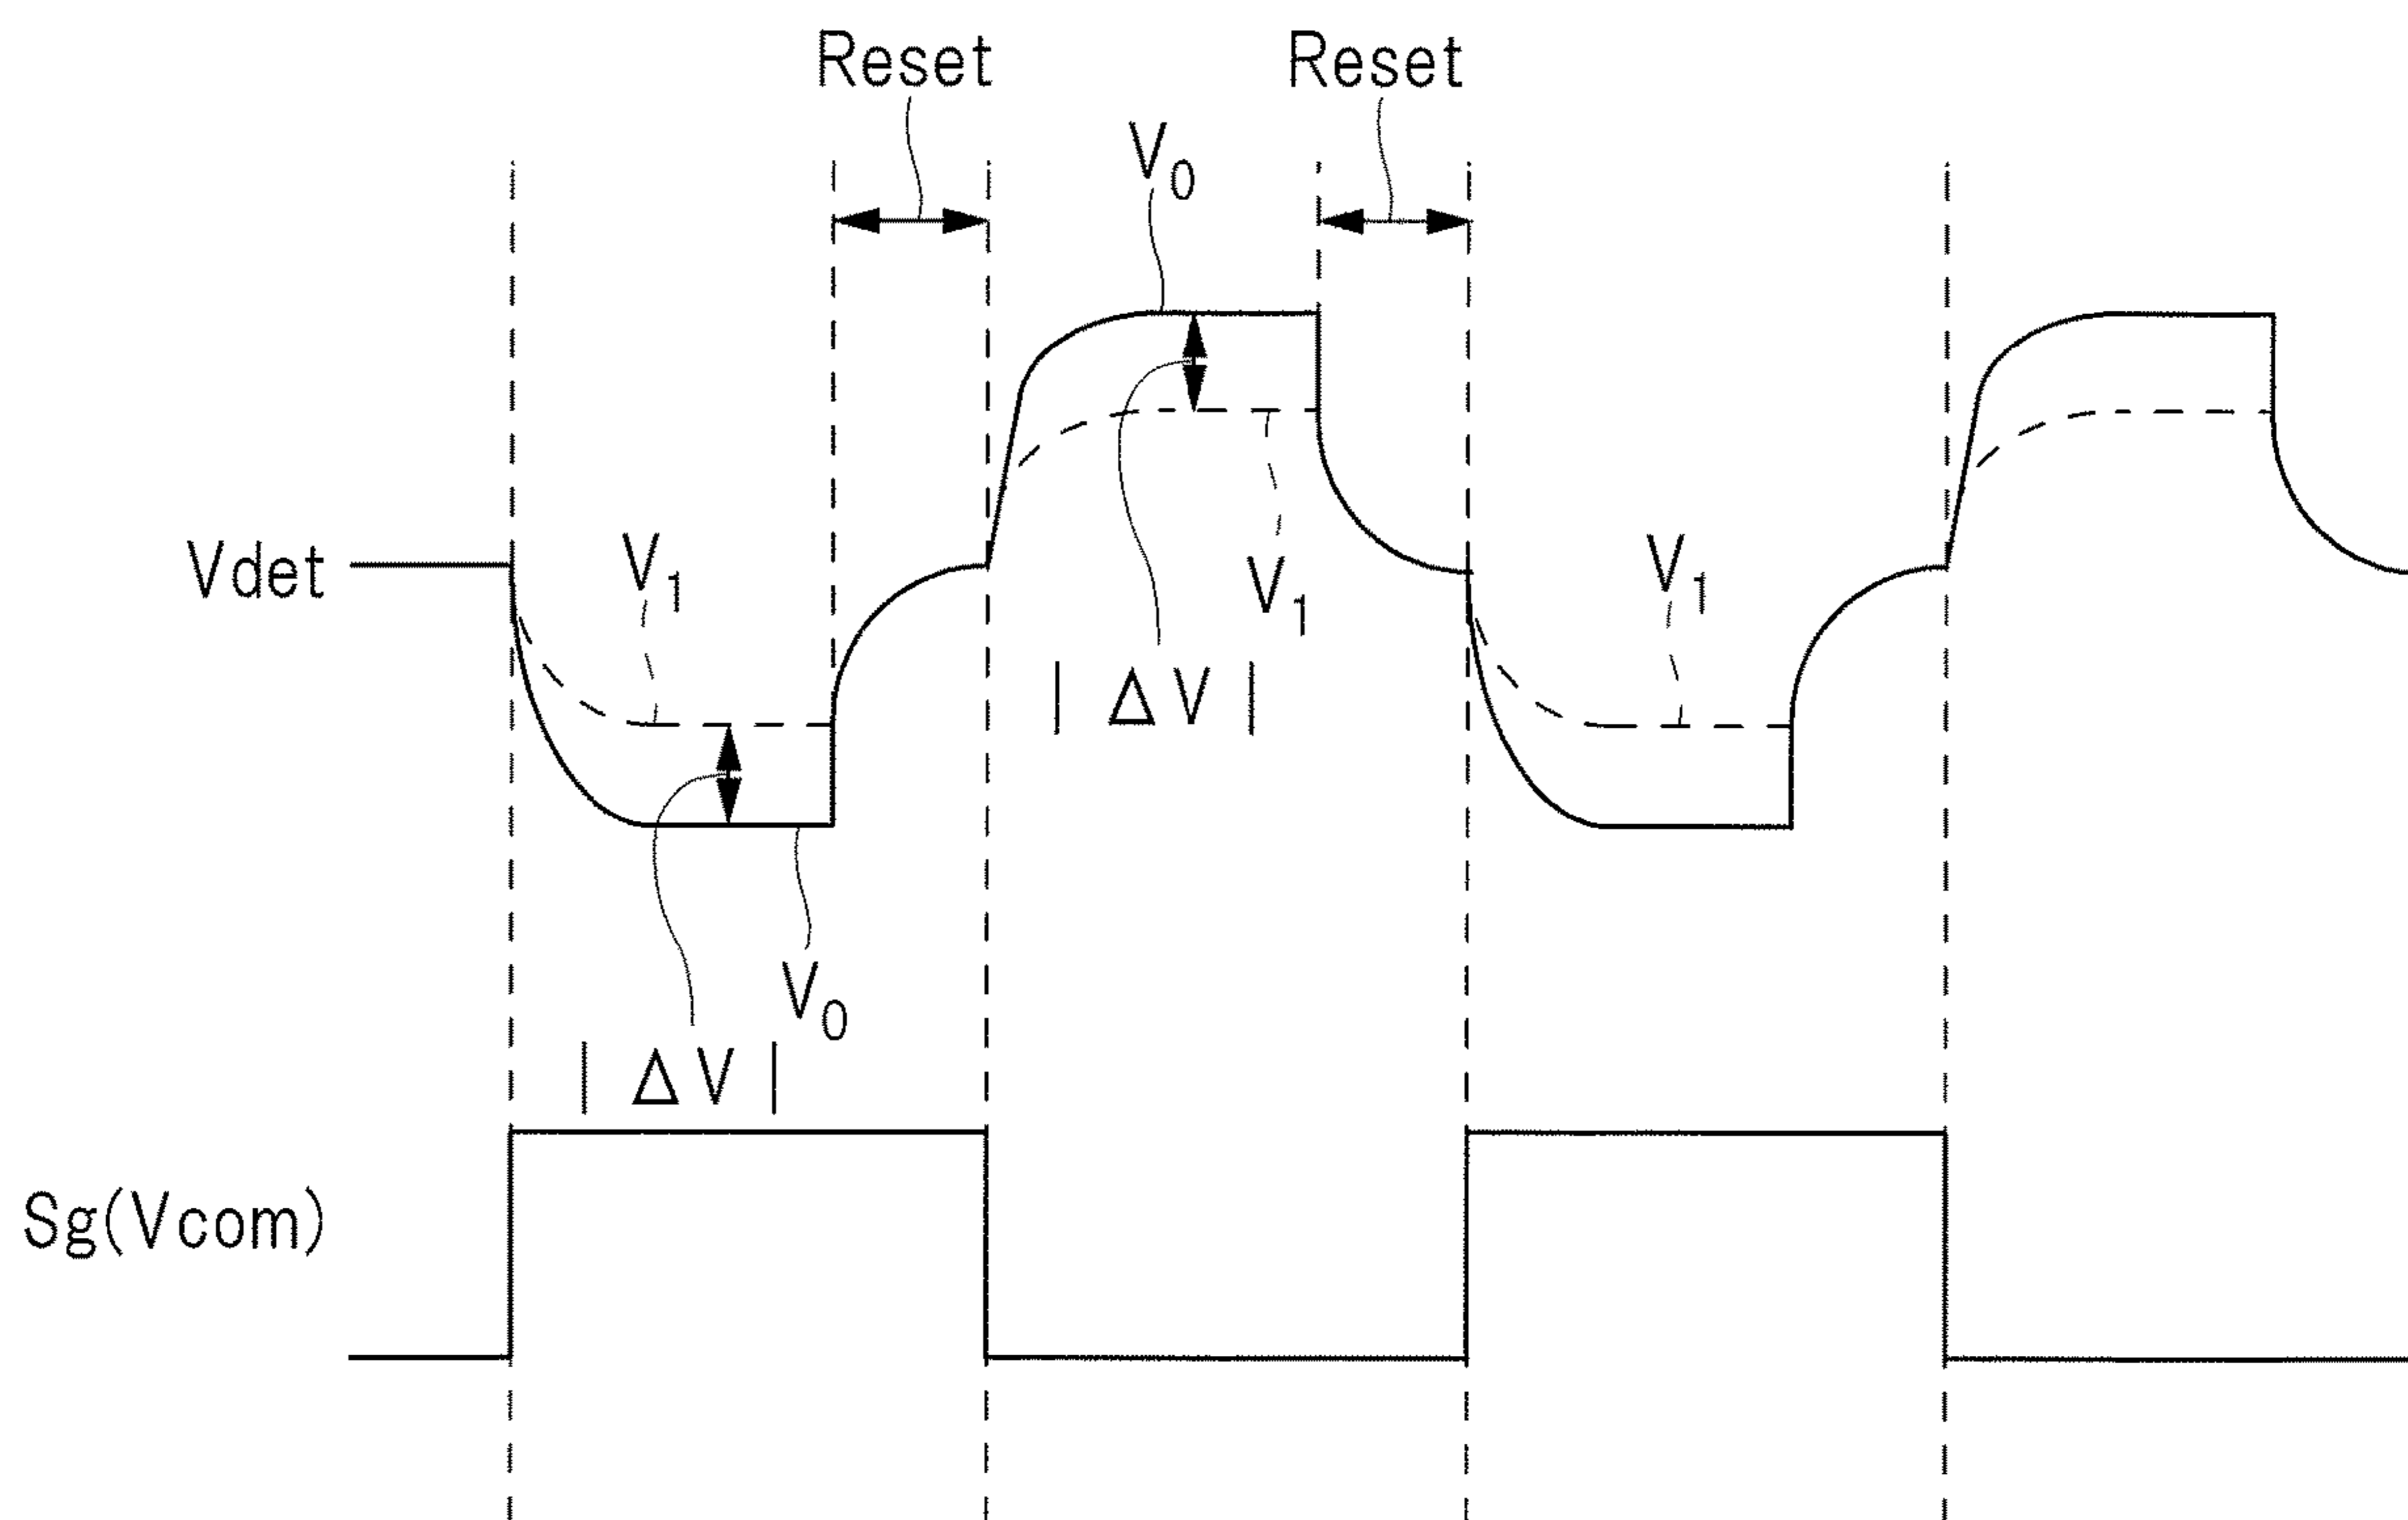 Reset Reset
V₀
Vdet
V₁
V₁
V₁
| ΔV |
V₀
| ΔV |
Sg(Vcom)